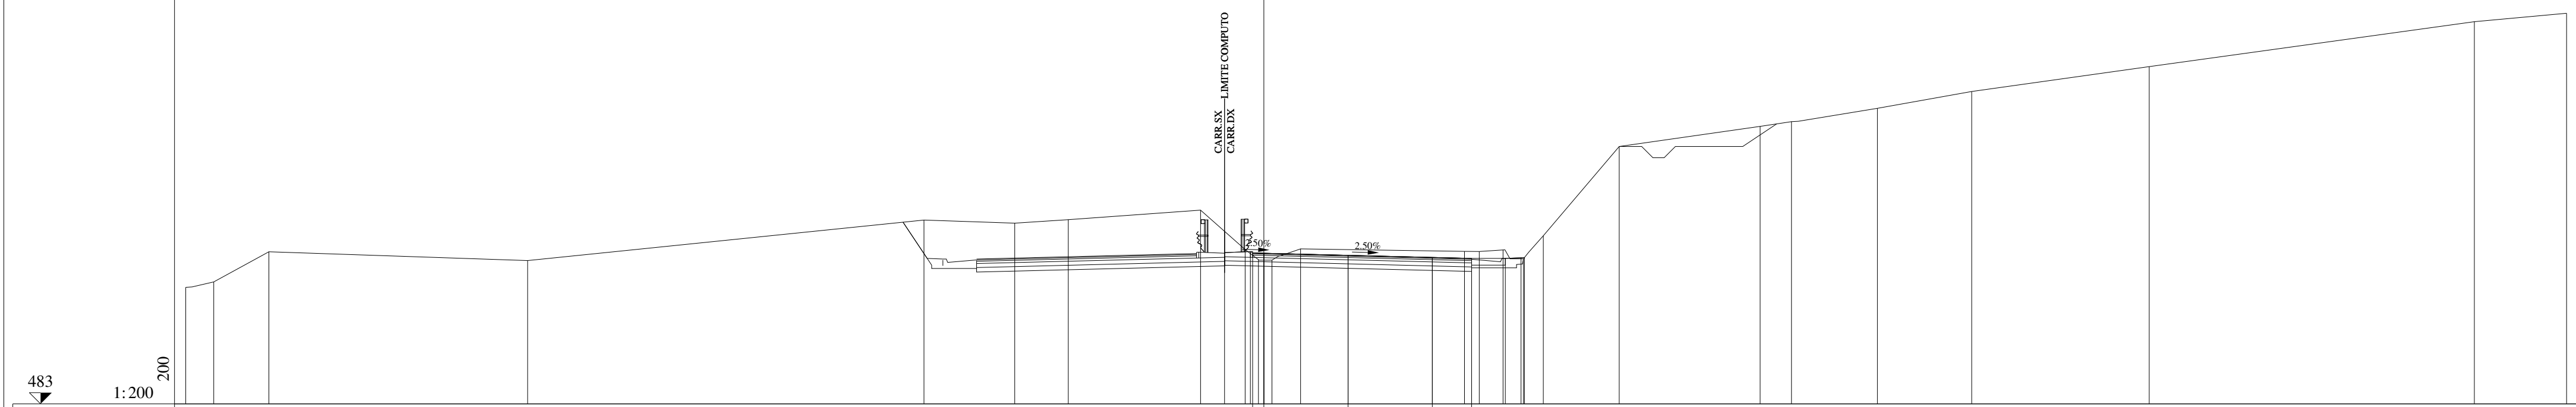 LIMITE COMPUTO
CARR.SX
CARR.DX
2.50%
2.50%
200
483
1:200